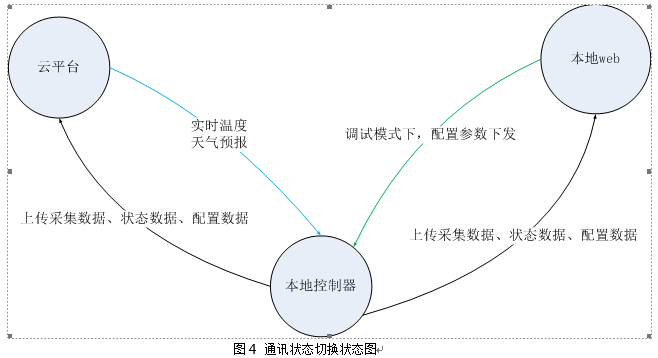 云平台
本地web
实时温度
天气预报
调试模式下，配置参数下发
上传采集数据、状态数据、配置数据
上传采集数据、状态数据、配置数据
本地控制器
图 4 通讯状态切换状态图